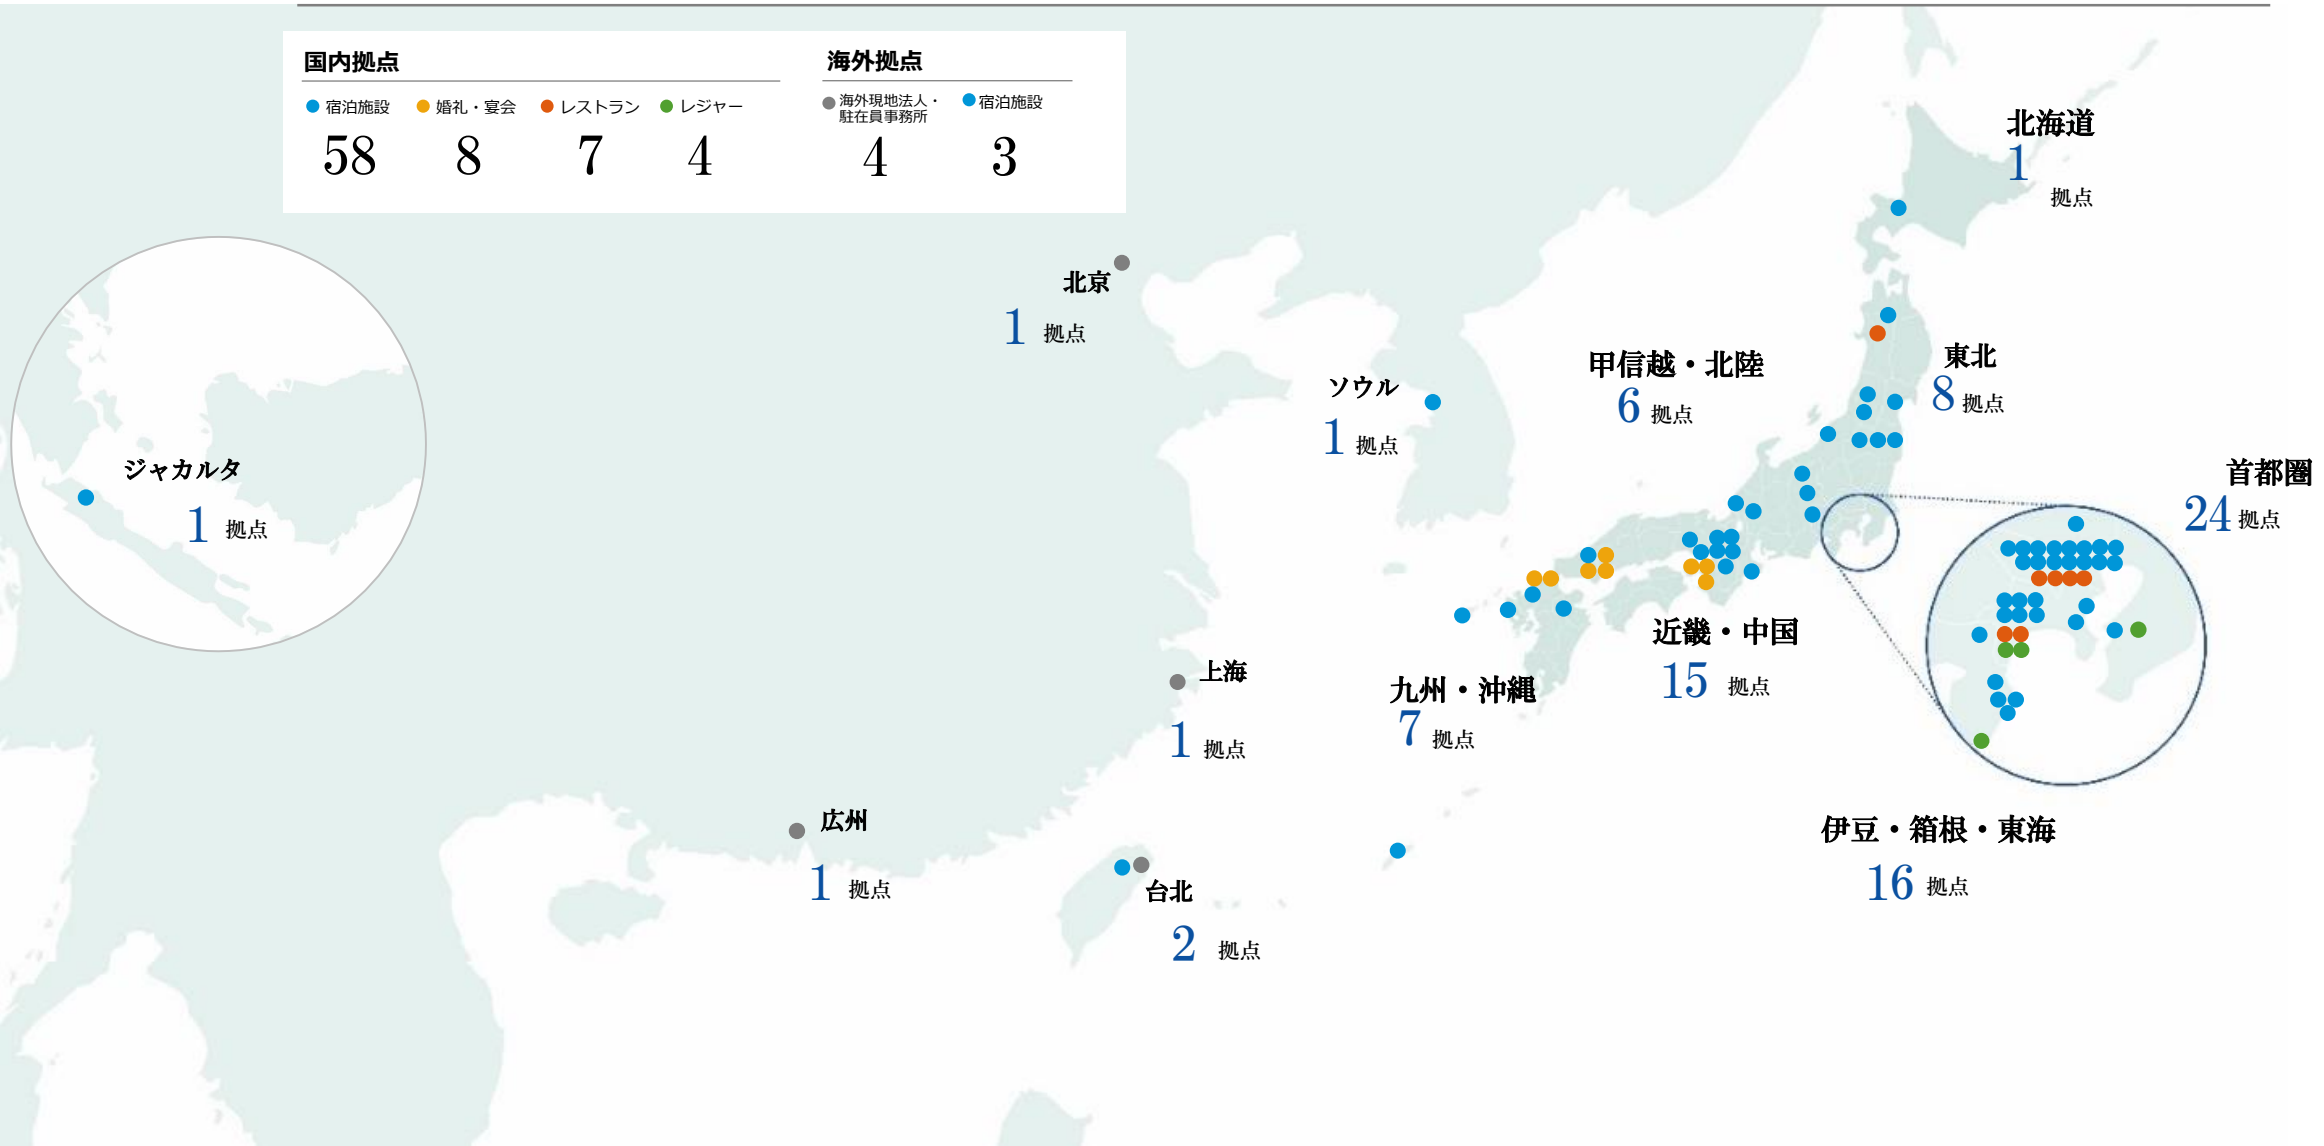 国内拠点
宿泊施設 婚礼・宴会 レストラン レジャー
58 8 7 4
海外拠点
海外現地法人・
駐在員事務所
宿泊施設
4 3
北海道
1
拠点
北京
1 拠点
ソウル
1 拠点
甲信越・北陸
6 拠点
東北
8 拠点
ジャカルタ
1 拠点
首都圏
24 拠点
近畿・中国
15 拠点
上海
1 拠点
九州・沖縄
7 拠点
広州
1 拠点
台北
2 拠点
伊豆・箱根・東海
16 拠点